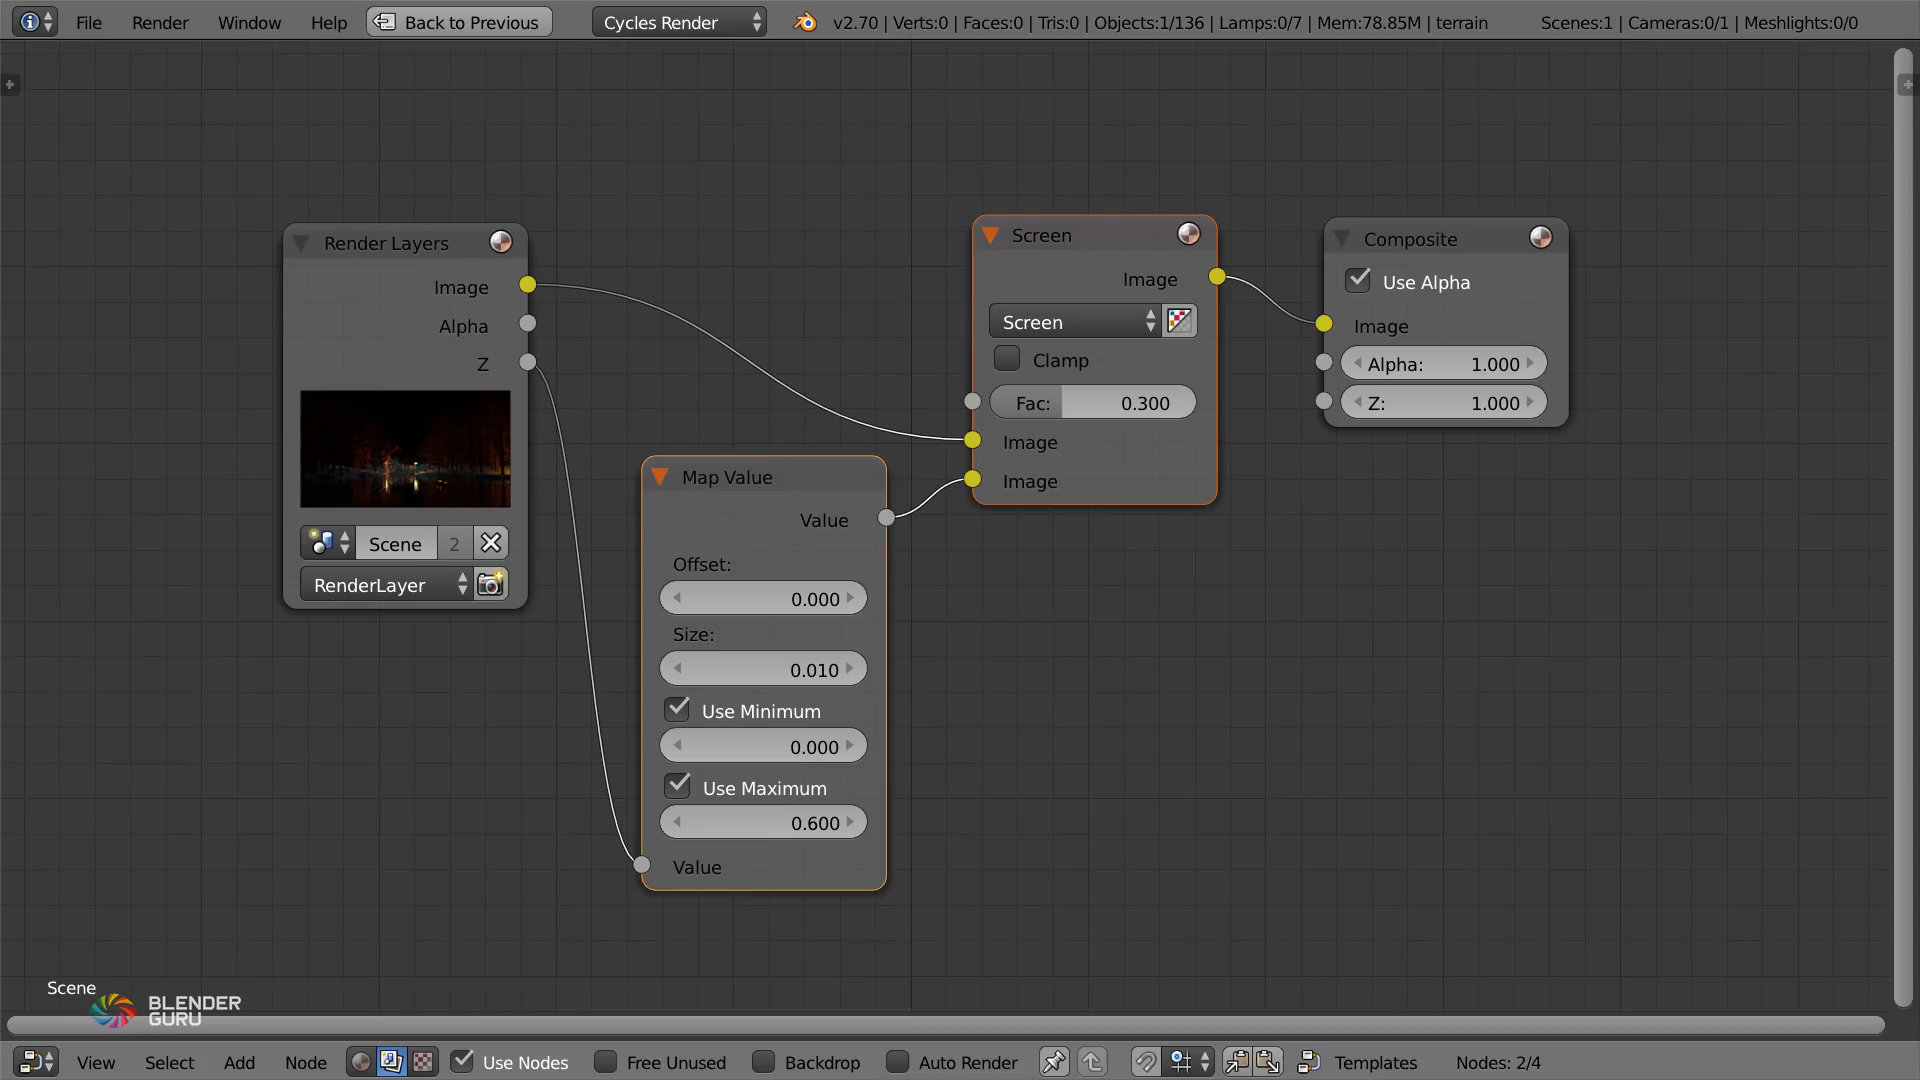 File Render Window Help Back to Previous Cycles Render v2.70 | Verts:0 | Faces:0 | Tris:0 | Objects:1/136 | Lamps:0/7 | Mem:78.85M | terrain Scenes:1 | Cameras:0/1 | Meshlights:0/0
Render Layers
Image
Alpha
Z
Scene 2
RenderLayer
Map Value
Value
Offset:
0.000
Size:
0.010
Use Minimum
0.000
Use Maximum
0.600
Value
Screen
Image
Screen
Clamp
Fac: 0.300
Image
Image
Composite
Use Alpha
Image
Alpha: 1.000
Z: 1.000
Scene
BLENDER
GURU
View Select Add Node Use Nodes Free Unused Backdrop Auto Render Templates Nodes: 2/4